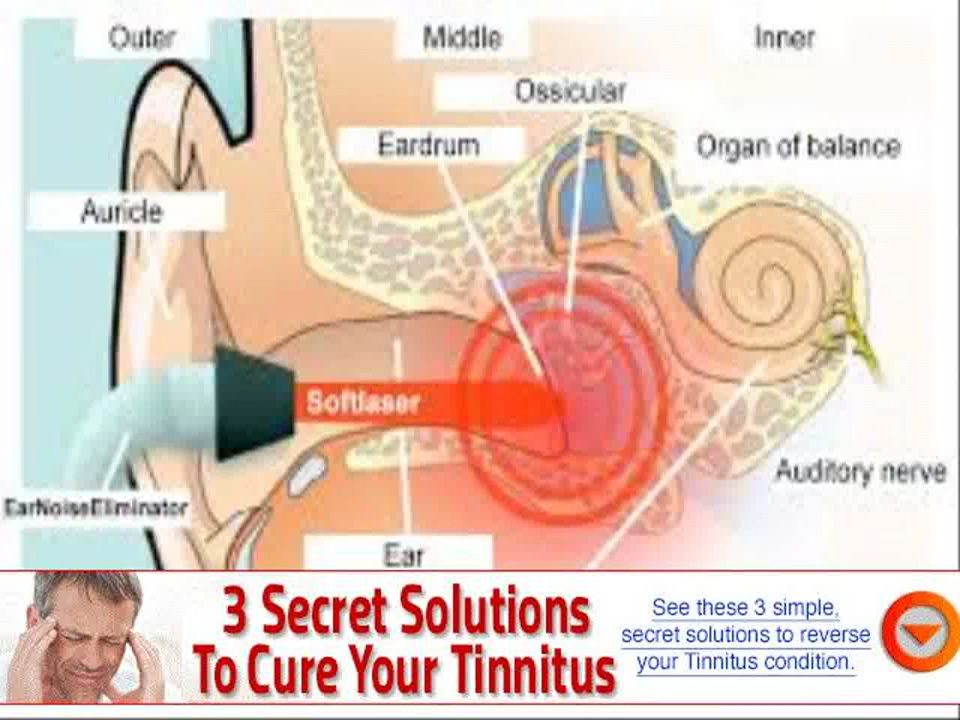 Outer
Middle
Inner
Ossicular
Eardrum
Organ of balance
Auricle
Softlaser
Auditory nerve
EarNoiseEliminator
Ear
3 Secret Solutions
To Cure Your Tinnitus
See these 3 simple,
secret solutions to reverse
your Tinnitus condition.